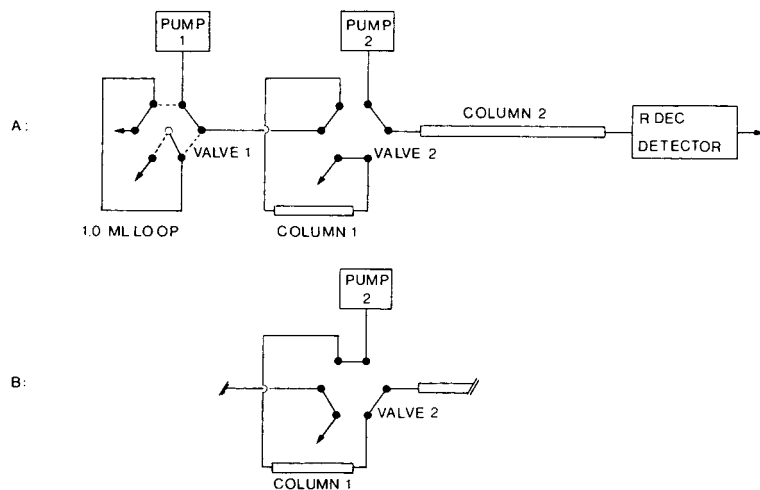 PUMP
1
PUMP
2
A:
COLUMN 2
R DEC
DETECTOR
VALVE 1
VALVE 2
1.0 ML LOOP
COLUMN 1
PUMP
2
B:
VALVE 2
COLUMN 1